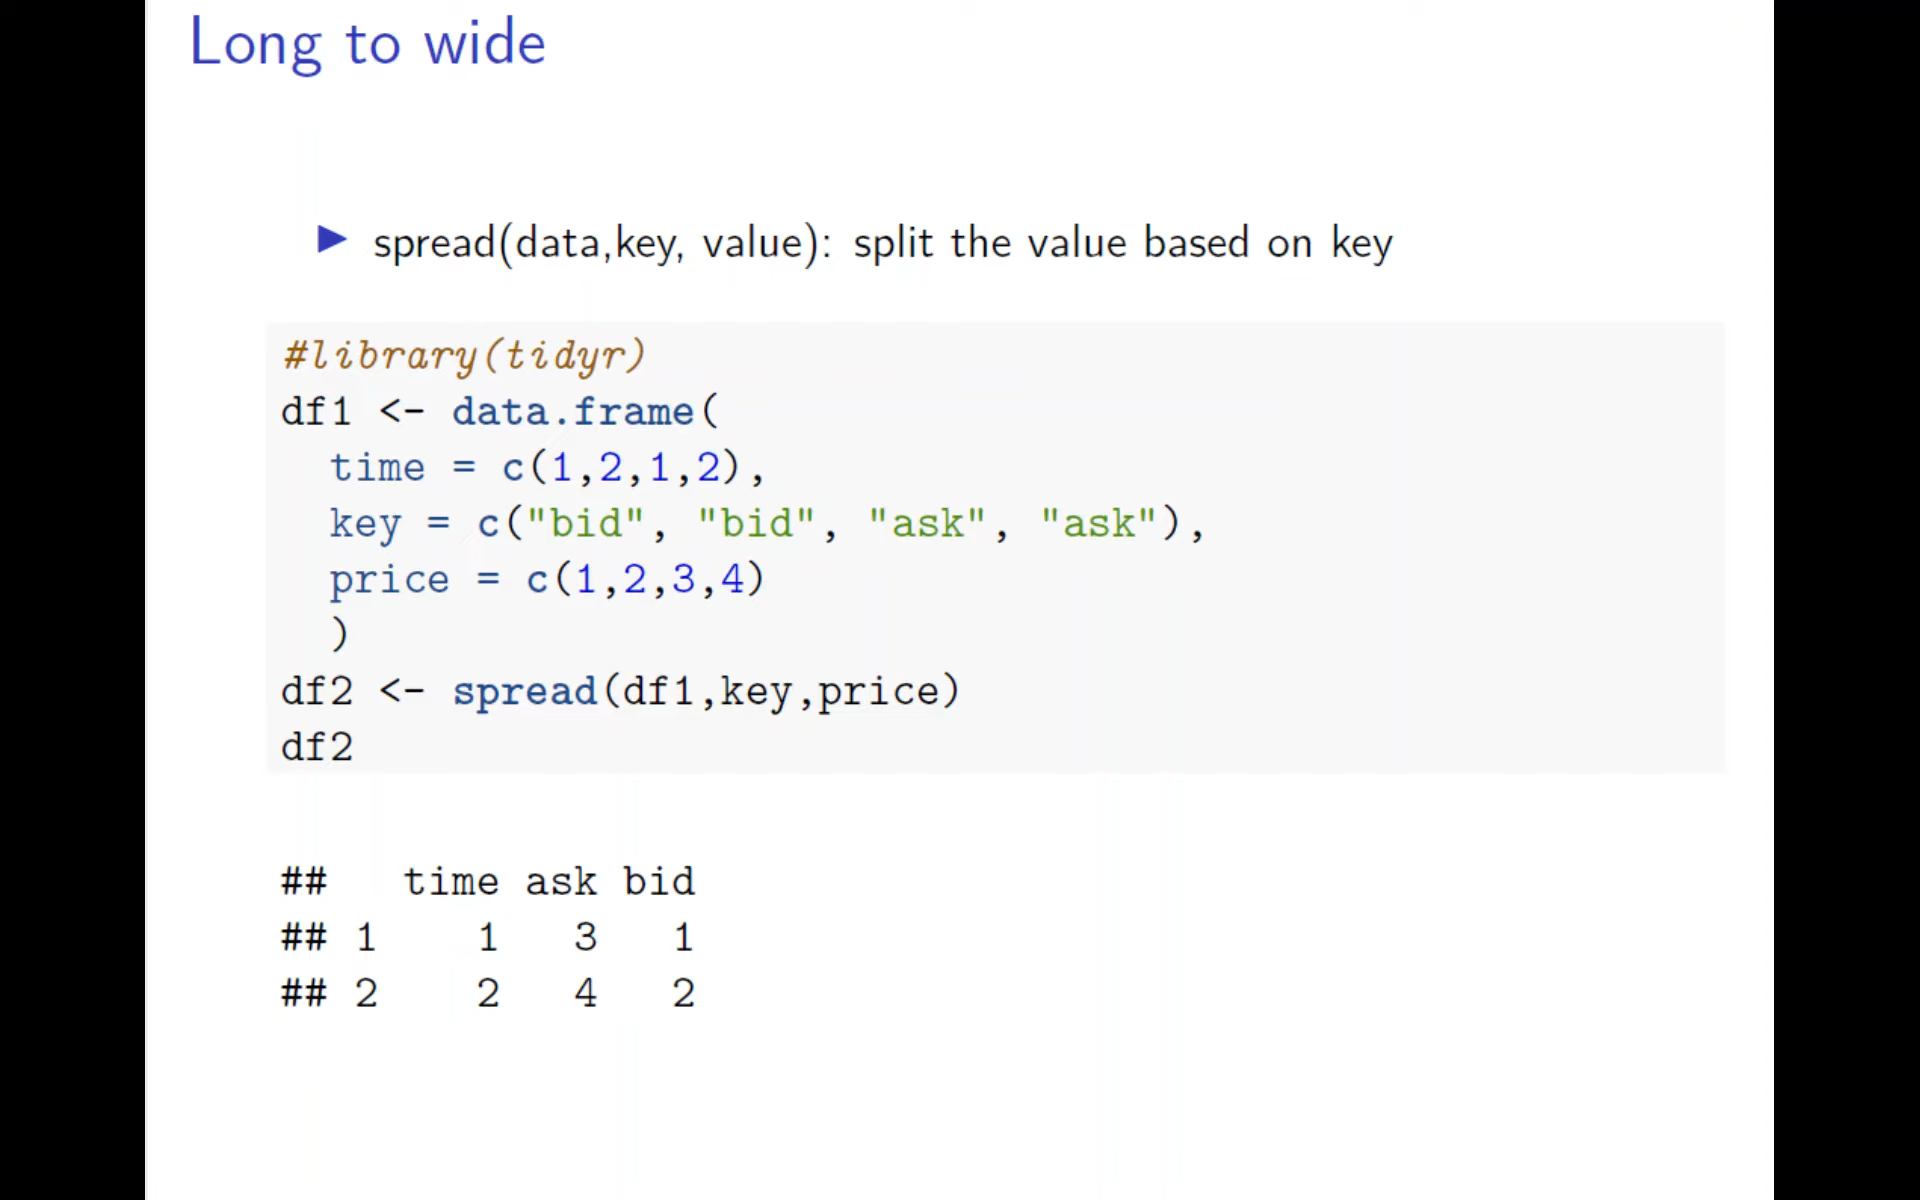 Long to wide
▶ spread(data,key, value): split the value based on key
#library(tidyr)
df1 <- data.frame(
  time = c(1,2,1,2),
  key = c("bid", "bid", "ask", "ask"),
  price = c(1,2,3,4)
  )
df2 <- spread(df1,key,price)
df2
##   time ask bid
## 1    1   3   1
## 2    2   4   2